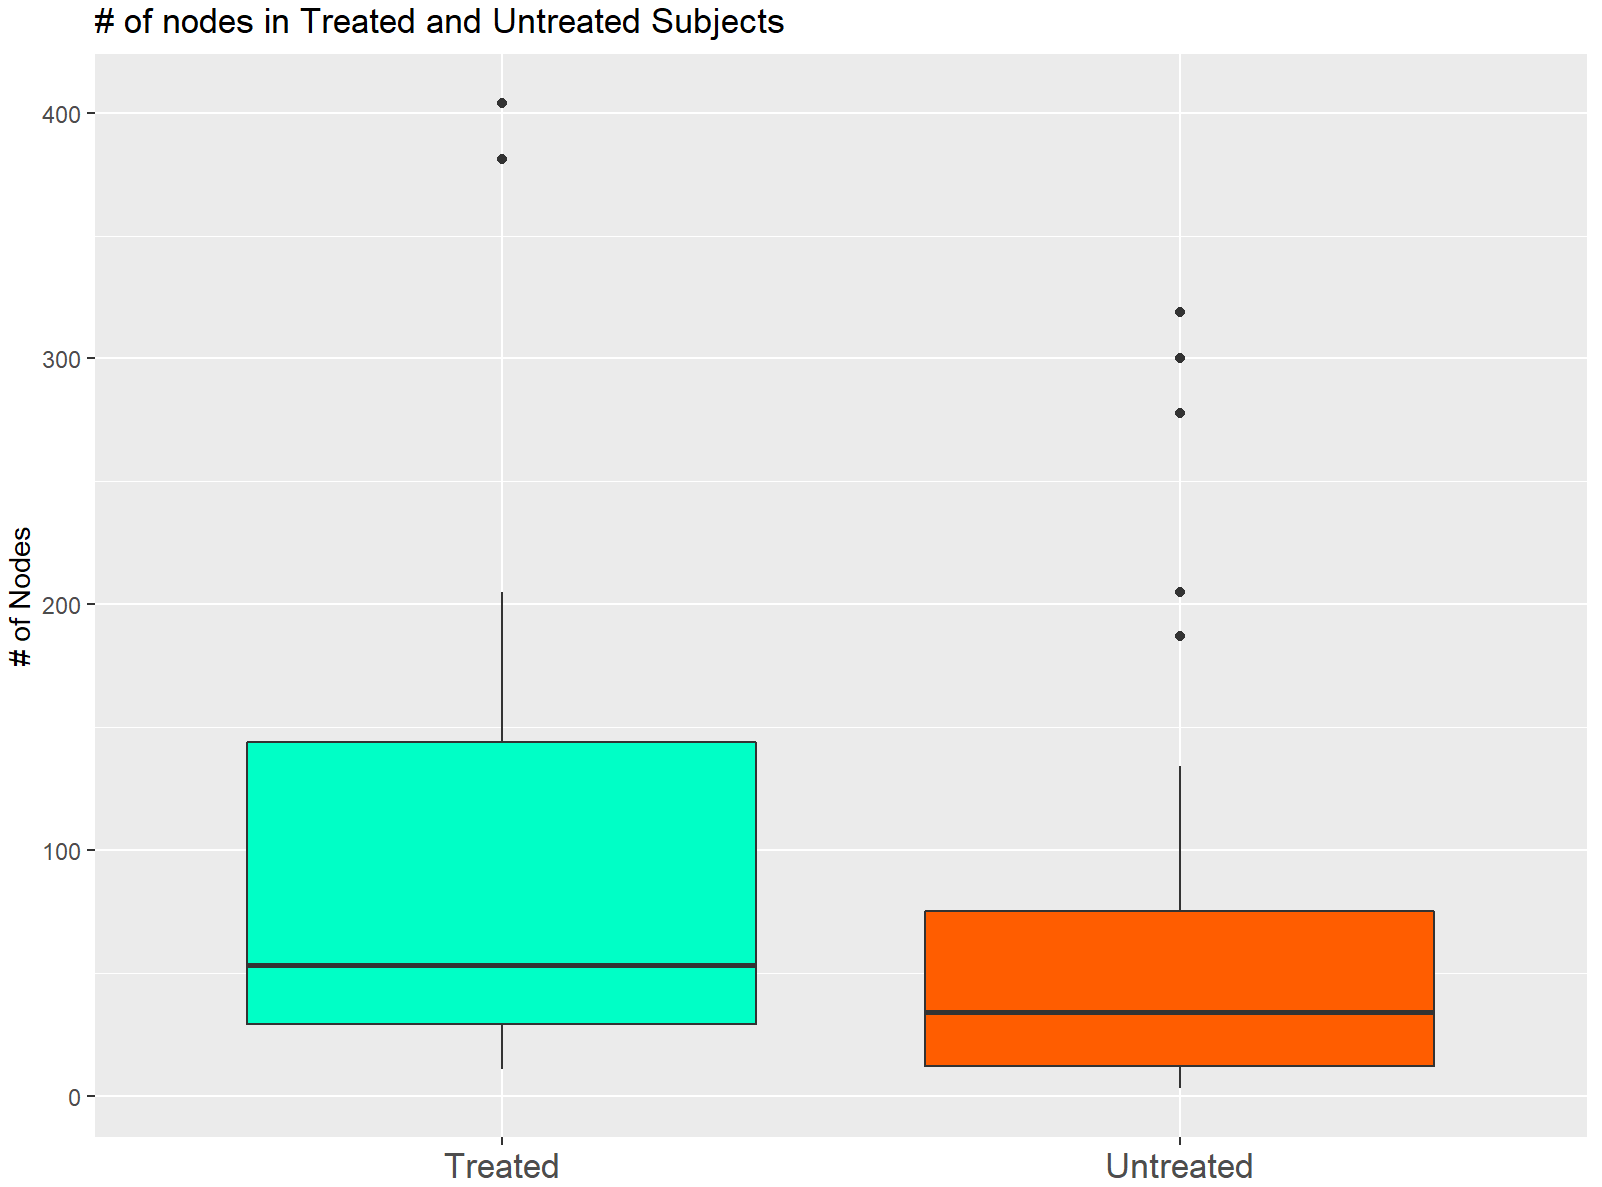 # of nodes in Treated and Untreated Subjects
# of Nodes
400
300
200
100
0
Treated
Untreated